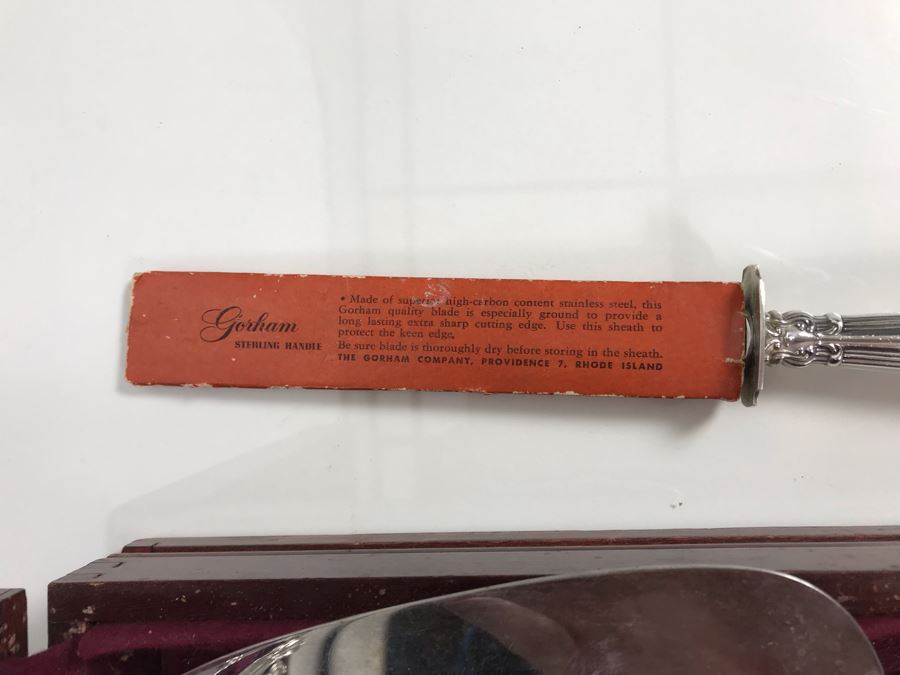 Gorham
STERLING HANDLE
• Made of superior high-carbon content stainless steel, this
Gorham quality blade is especially ground to provide a
long lasting extra sharp cutting edge. Use this sheath to
protect the keen edge.
Be sure blade is thoroughly dry before storing in the sheath.
THE GORHAM COMPANY, PROVIDENCE 7, RHODE ISLAND